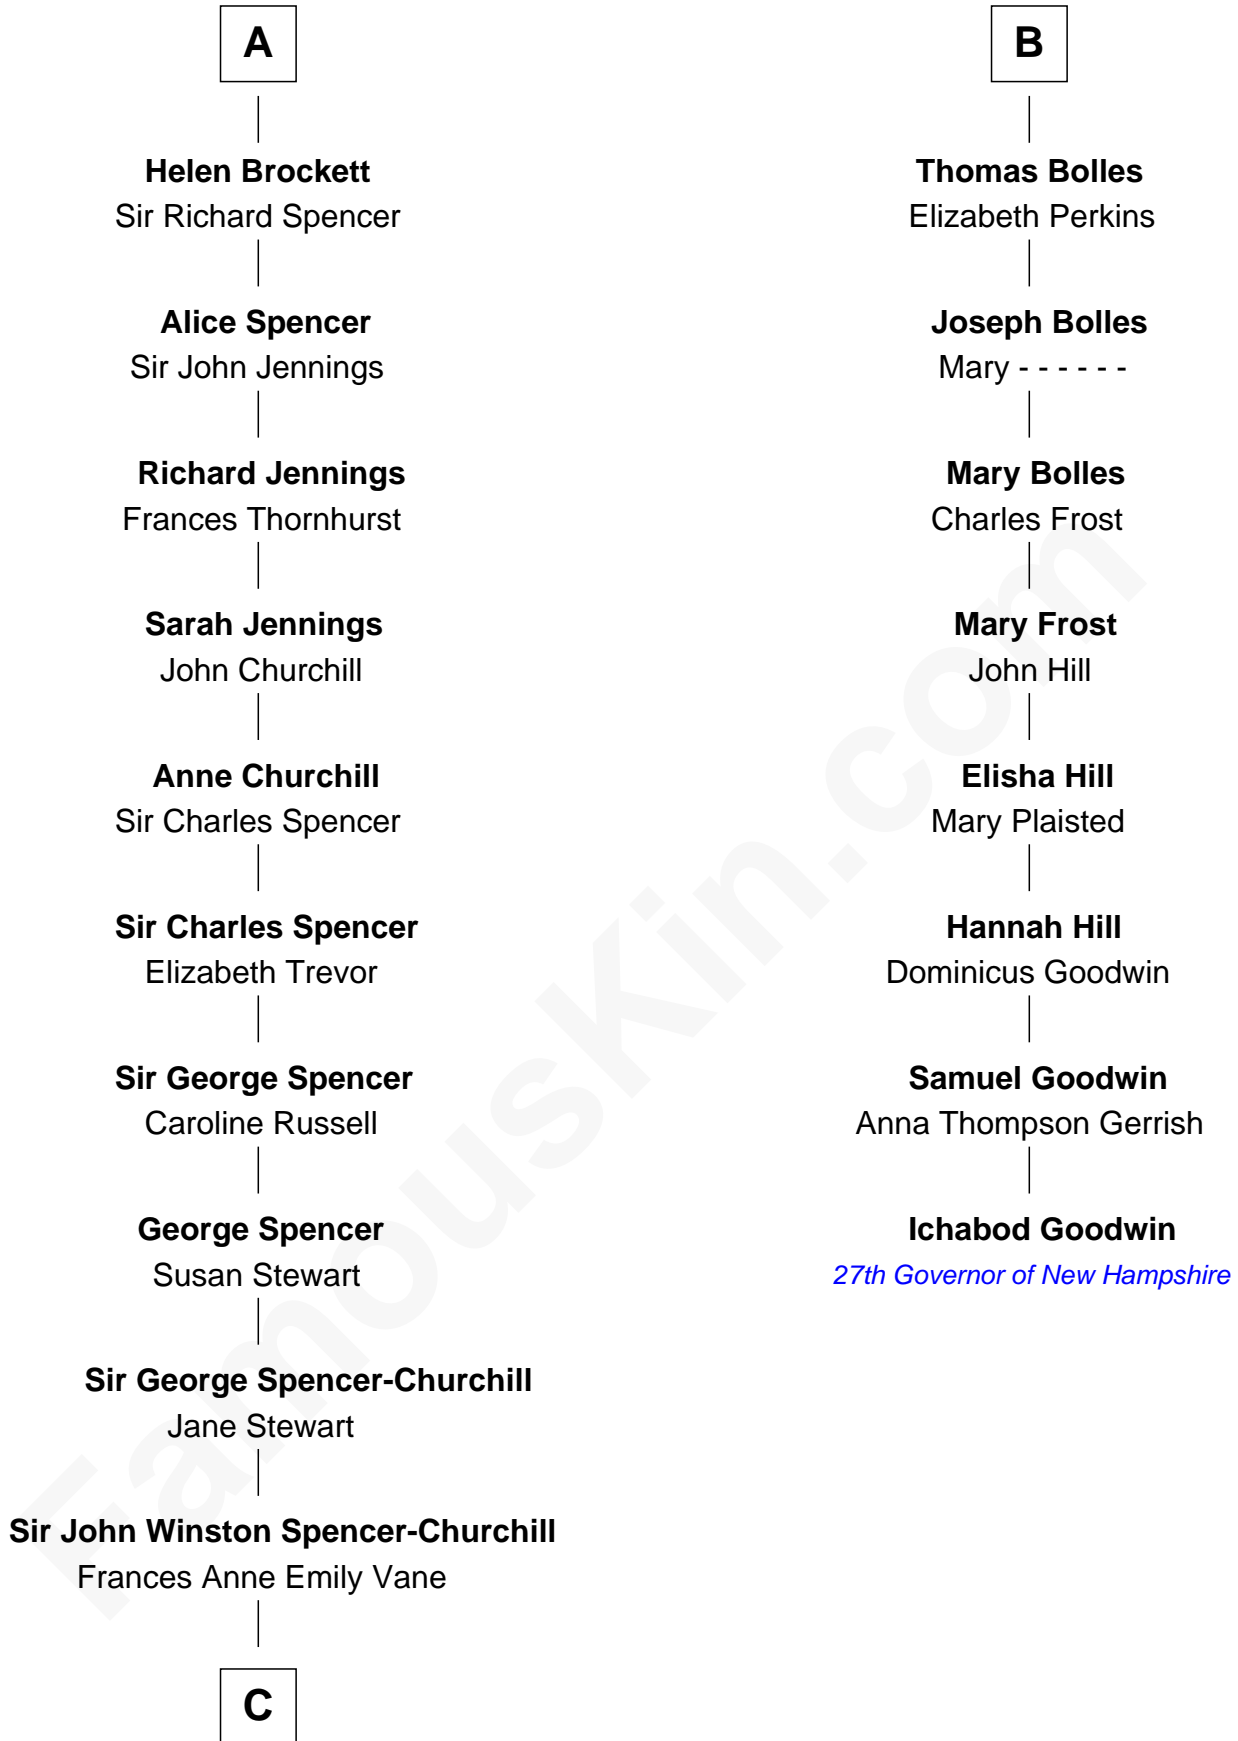 A
Helen Brockett
Sir Richard Spencer
Alice Spencer
Sir John Jennings
Richard Jennings
Frances Thornhurst
Sarah Jennings
John Churchill
Anne Churchill
Sir Charles Spencer
Sir Charles Spencer
Elizabeth Trevor
Sir George Spencer
Caroline Russell
George Spencer
Susan Stewart
Sir George Spencer-Churchill
Jane Stewart
Sir John Winston Spencer-Churchill
Frances Anne Emily Vane
C
B
Thomas Bolles
Elizabeth Perkins
Joseph Bolles
Mary - - - - - -
Mary Bolles
Charles Frost
Mary Frost
John Hill
Elisha Hill
Mary Plaisted
Hannah Hill
Dominicus Goodwin
Samuel Goodwin
Anna Thompson Gerrish
Ichabod Goodwin
27th Governor of New Hampshire
FamousKin.com